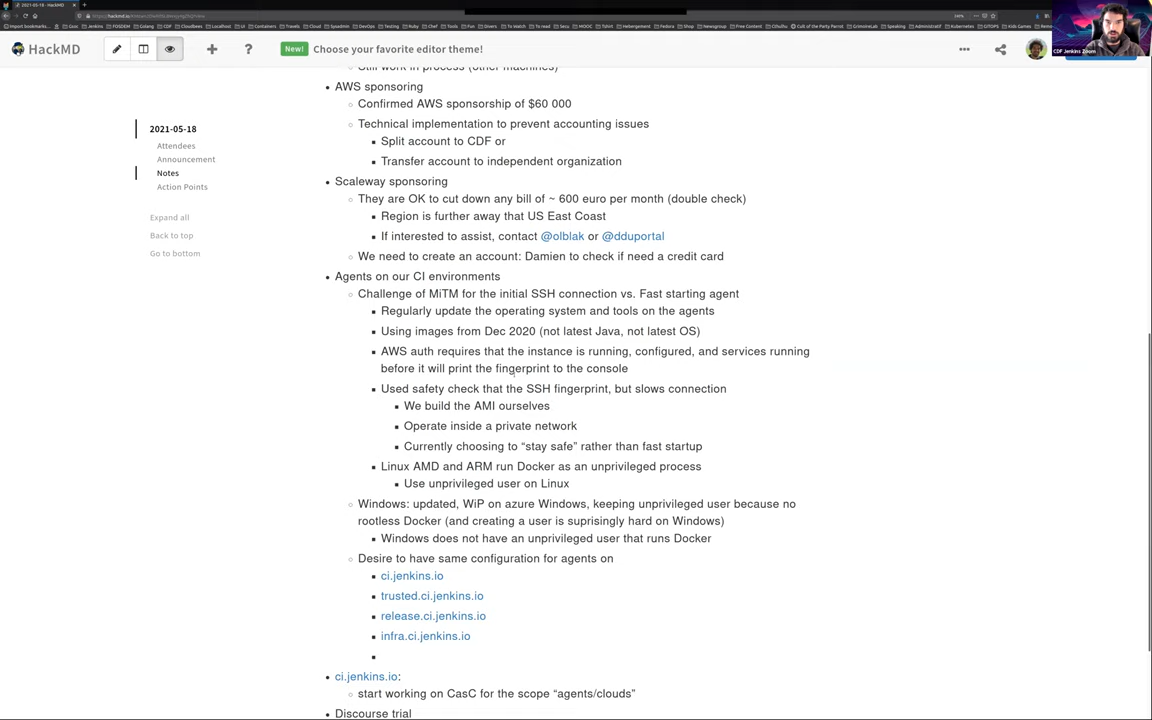 2021-05-18 - HackMD
Import bookmarks...
HackMD
New!
Choose your favorite editor theme!
CDF Jenkins Zoom
2021-05-18
Attendees
Announcement
Notes
Action Points
Expand all
Back to top
Go to bottom
Still work in process (other machines)
AWS sponsoring
Confirmed AWS sponsorship of $60 000
Technical implementation to prevent accounting issues
Split account to CDF or
Transfer account to independent organization
Scaleway sponsoring
They are OK to cut down any bill of ~ 600 euro per month (double check)
Region is further away that US East Coast
If interested to assist, contact @olblak or @dduportal
We need to create an account: Damien to check if need a credit card
Agents on our CI environments
Challenge of MiTM for the initial SSH connection vs. Fast starting agent
Regularly update the operating system and tools on the agents
Using images from Dec 2020 (not latest Java, not latest OS)
AWS auth requires that the instance is running, configured, and services running
before it will print the fingerprint to the console
Used safety check that the SSH fingerprint, but slows connection
We build the AMI ourselves
Operate inside a private network
Currently choosing to “stay safe” rather than fast startup
Linux AMD and ARM run Docker as an unprivileged process
Use unprivileged user on Linux
Windows: updated, WiP on azure Windows, keeping unprivileged user because no
rootless Docker (and creating a user is suprisingly hard on Windows)
Windows does not have an unprivileged user that runs Docker
Desire to have same configuration for agents on
ci.jenkins.io
trusted.ci.jenkins.io
release.ci.jenkins.io
infra.ci.jenkins.io
ci.jenkins.io:
start working on CasC for the scope “agents/clouds”
Discourse trial